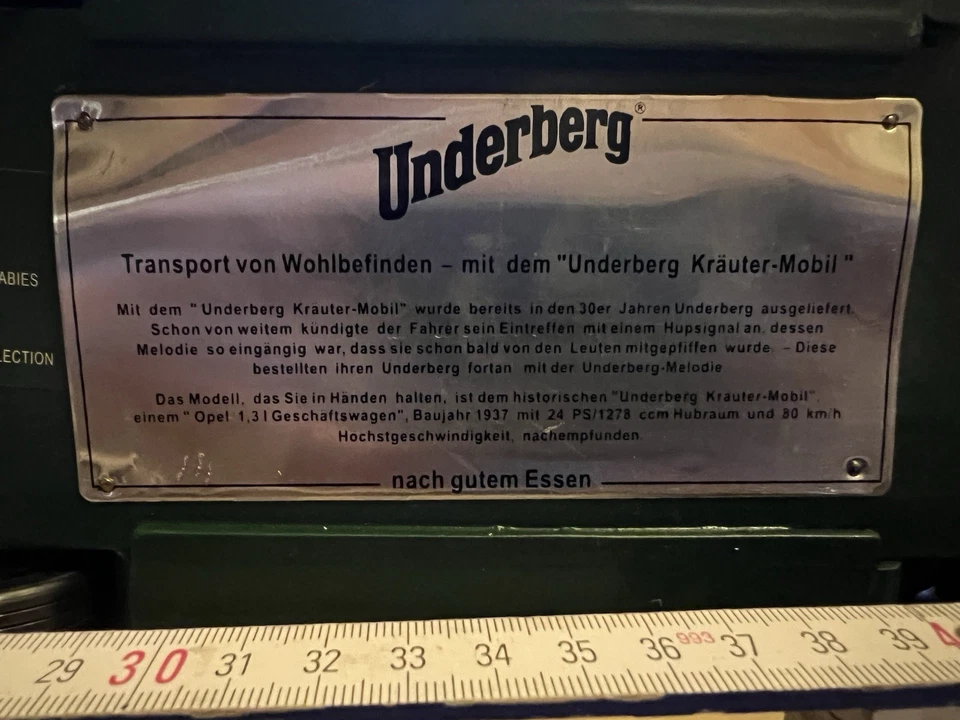 Underberg®
Transport von Wohlbefinden – mit dem "Underberg Kräuter-Mobil"
Mit dem "Underberg Kräuter-Mobil" wurde bereits in den 30er Jahren Underberg ausgeliefert.
Schon von weitem kündigte der Fahrer sein Eintreffen mit einem Hupsignal an, dessen
Melodie so eingängig war, dass sie schon bald von den Leuten mitgepfiffen wurde. – Diese
bestellten ihren Underberg fortan mit der Underberg-Melodie
Das Modell, das Sie in Händen halten, ist dem historischen "Underberg Kräuter-Mobil",
einem "Opel 1,3 l Geschäftswagen", Baujahr 1937 mit 24 PS/1278 ccm Hubraum und 80 km/h
Höchstgeschwindigkeit, nachempfunden.
nach gutem Essen
ABIES
LECTION
29 30 31 32 33 34 35 36 993 37 38 39 4